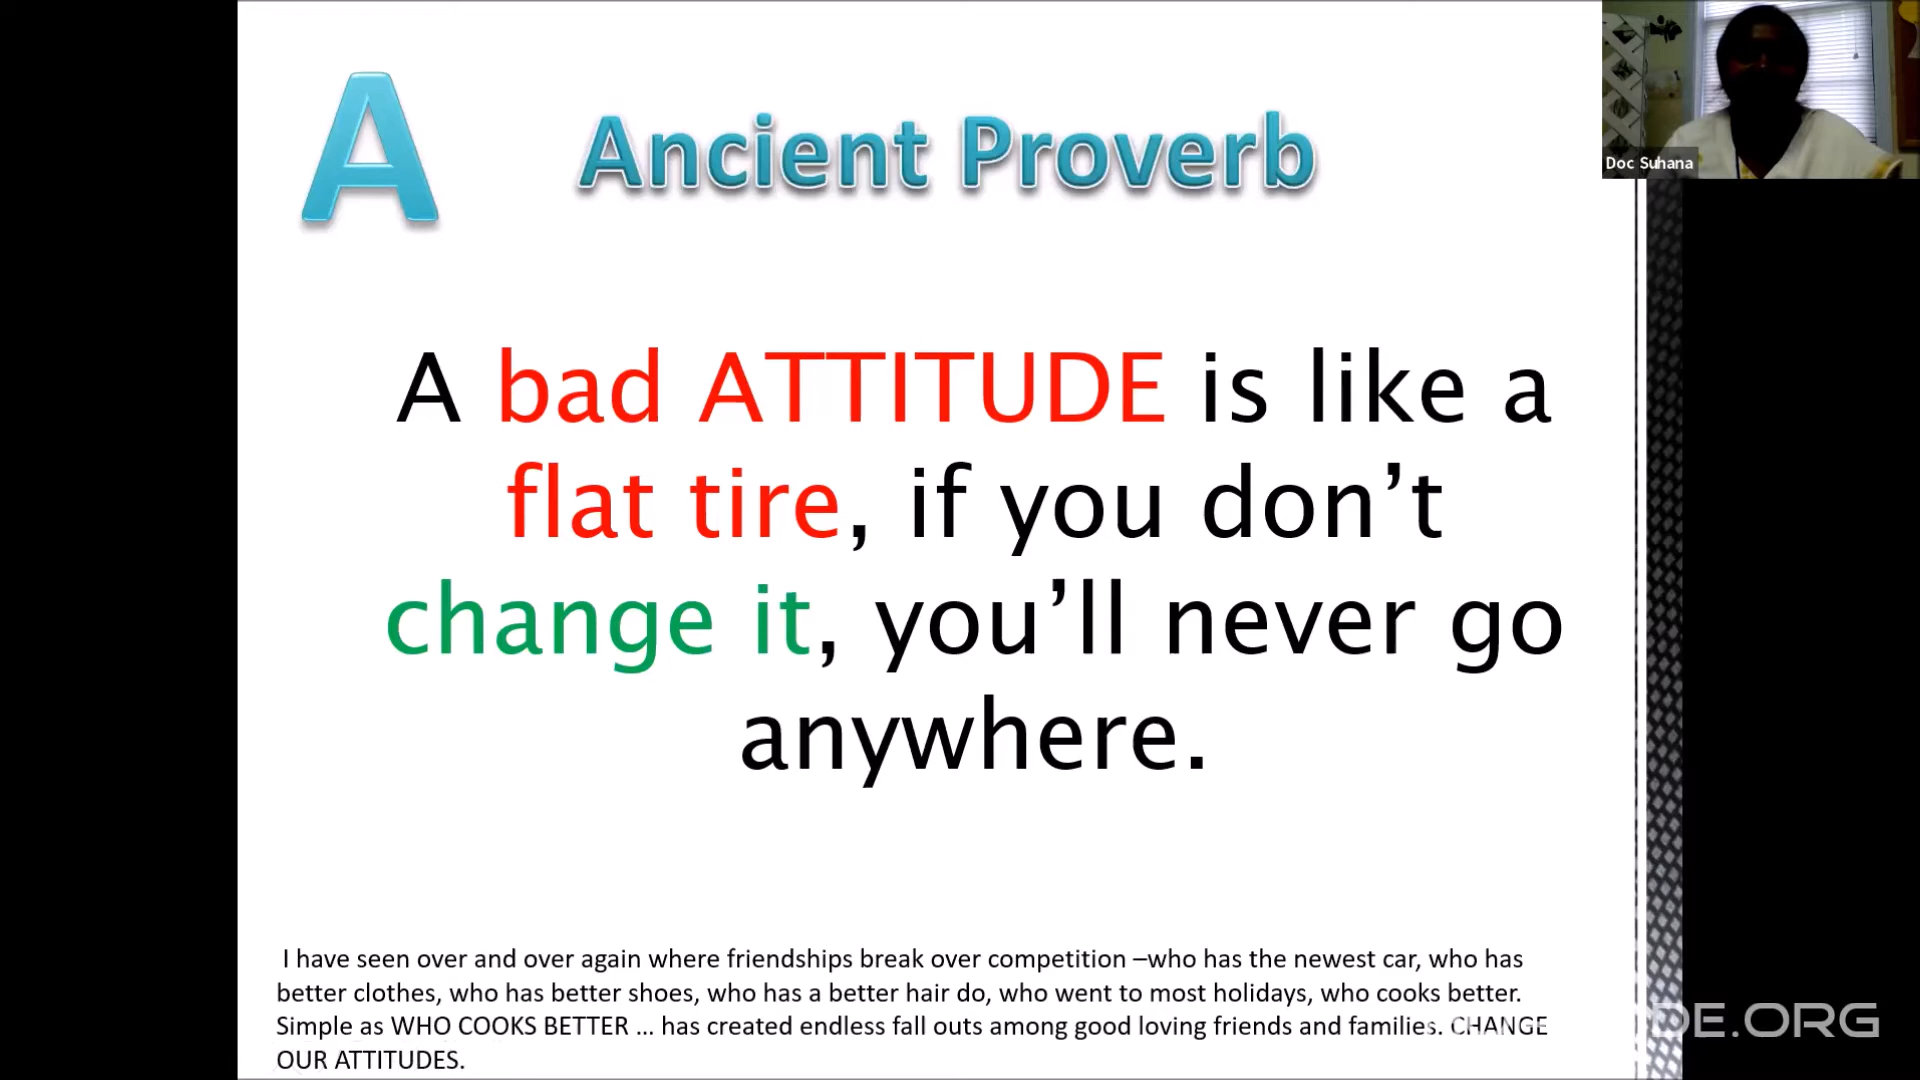 A
Ancient Proverb
Doc Suhana
A bad ATTITUDE is like a
flat tire, if you don’t
change it, you’ll never go
anywhere.
I have seen over and over again where friendships break over competition –who has the newest car, who has
better clothes, who has better shoes, who has a better hair do, who went to most holidays, who cooks better.
Simple as WHO COOKS BETTER ... has created endless fall outs among good loving friends and families. CHANGE
OUR ATTITUDES.
DE.ORG